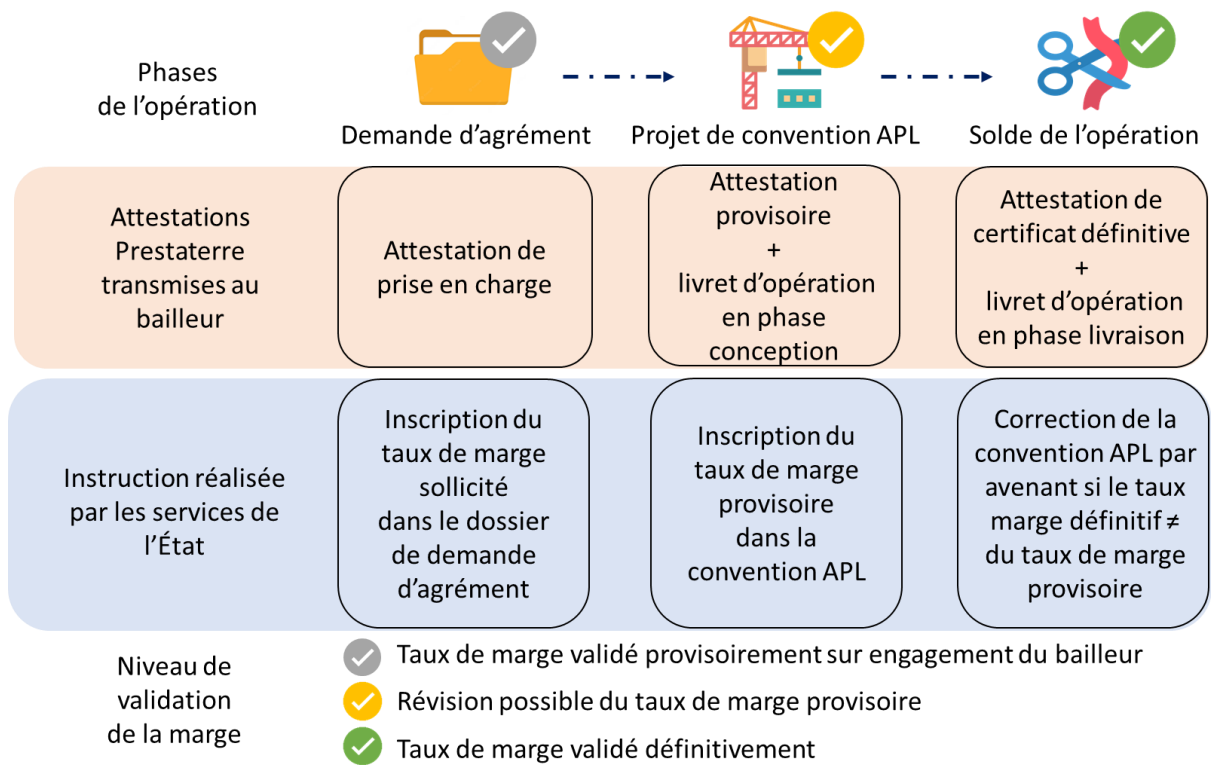 Phases
de l’opération
Demande d’agrément
Projet de convention APL
Solde de l’opération
Attestations
Prestaterre
transmises au
bailleur
Attestation de
prise en charge
Attestation
provisoire
+
livret d’opération
en phase
conception
Attestation de
certificat définitive
+
livret d’opération
en phase livraison
Instruction réalisée
par les services de
l’État
Inscription du
taux de marge
sollicité
dans le dossier
de demande
d’agrément
Inscription du
taux de marge
provisoire
dans la
convention APL
Correction de la
convention APL par
avenant si le taux
marge définitif ≠
du taux de marge
provisoire
Niveau de
validation
de la marge
Taux de marge validé provisoirement sur engagement du bailleur
Révision possible du taux de marge provisoire
Taux de marge validé définitivement